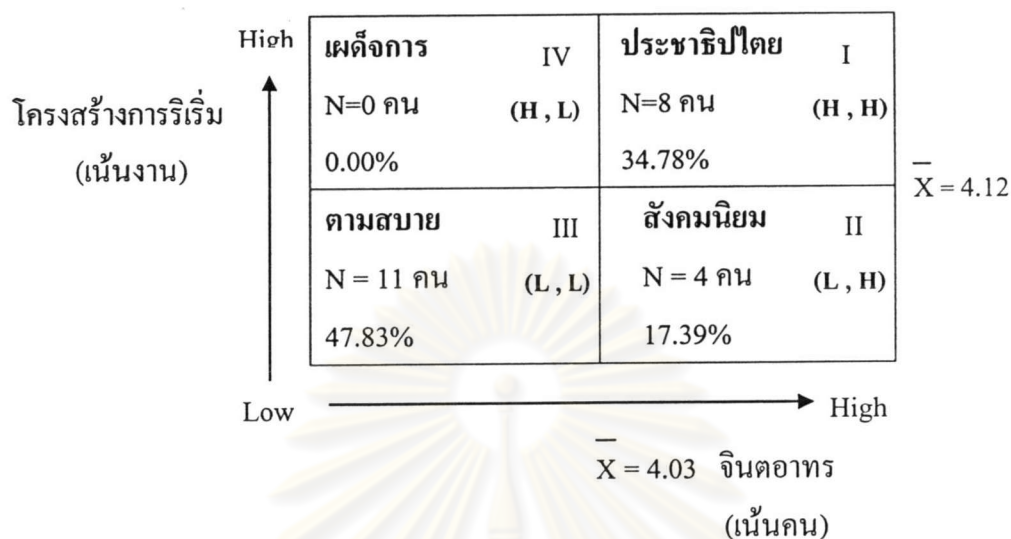 High
เผด็จการ IV
ประชาธิปไตย I
โครงสร้างการริเริ่ม
(เน้นงาน)
N=0 คน (H , L)
N=8 คน (H , H)
0.00%
34.78%
X = 4.12
ตามสบาย III
สังคมนิยม II
N = 11 คน (L , L)
N = 4 คน (L , H)
47.83%
17.39%
Low
High
X = 4.03 จินตอาทร
(เน้นคน)